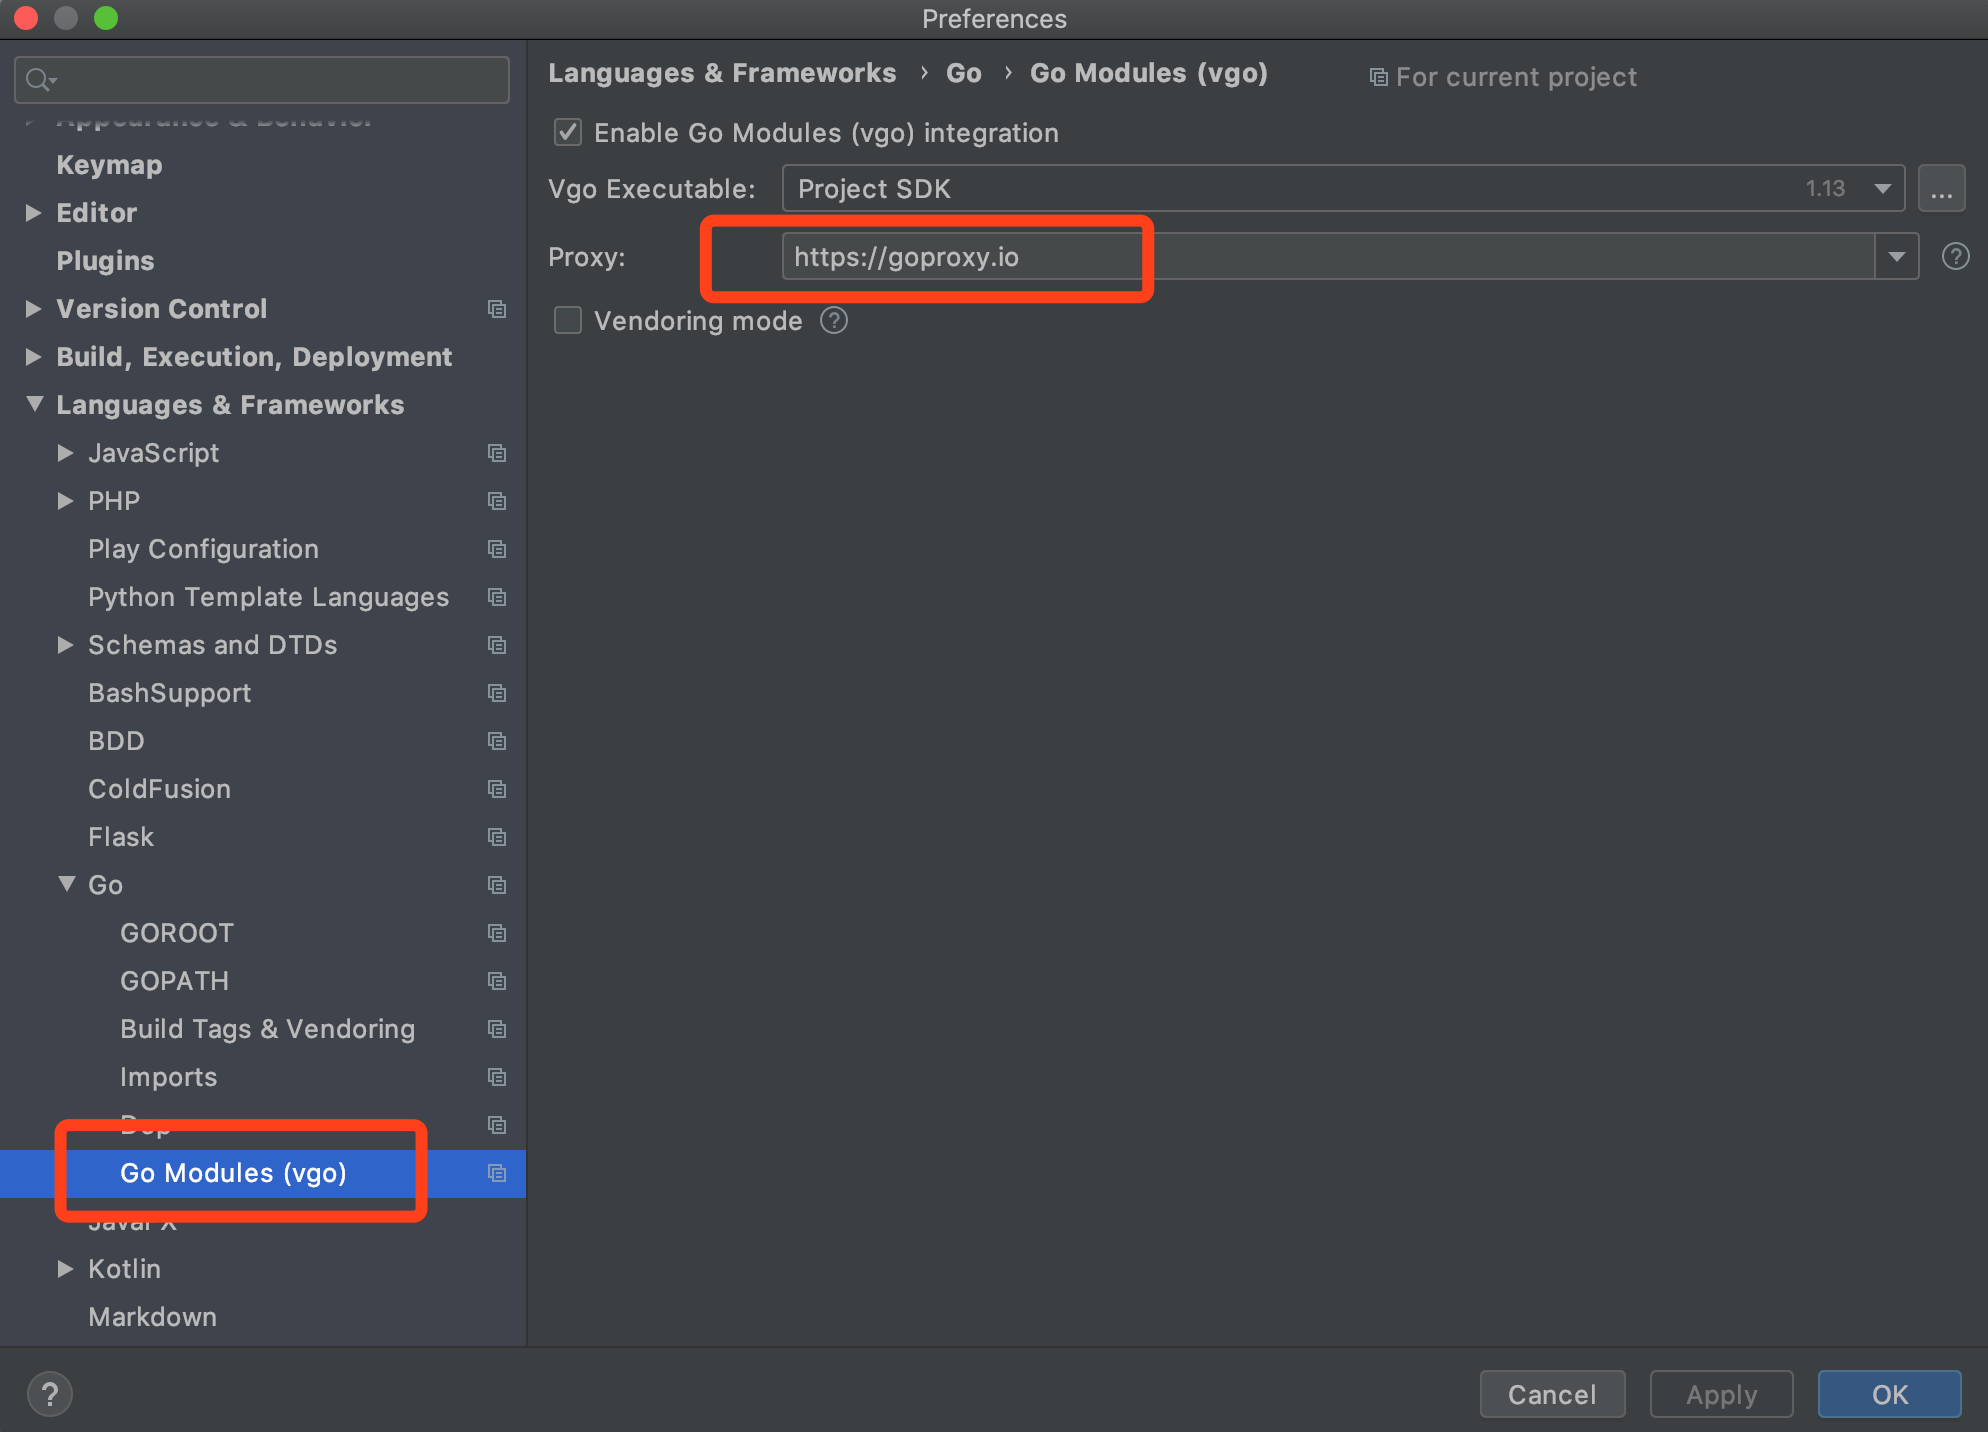 Preferences
Appearance & Behavior
Keymap
Editor
Plugins
Version Control
Build, Execution, Deployment
Languages & Frameworks
JavaScript
PHP
Play Configuration
Python Template Languages
Schemas and DTDs
BashSupport
BDD
ColdFusion
Flask
Go
GOROOT
GOPATH
Build Tags & Vendoring
Imports
Dep
Go Modules (vgo)
JavaFX
Kotlin
Markdown
Languages & Frameworks › Go › Go Modules (vgo) For current project
Enable Go Modules (vgo) integration
Vgo Executable: Project SDK 1.13 ...
Proxy: https://goproxy.io ?
Vendoring mode ?
? Cancel Apply OK